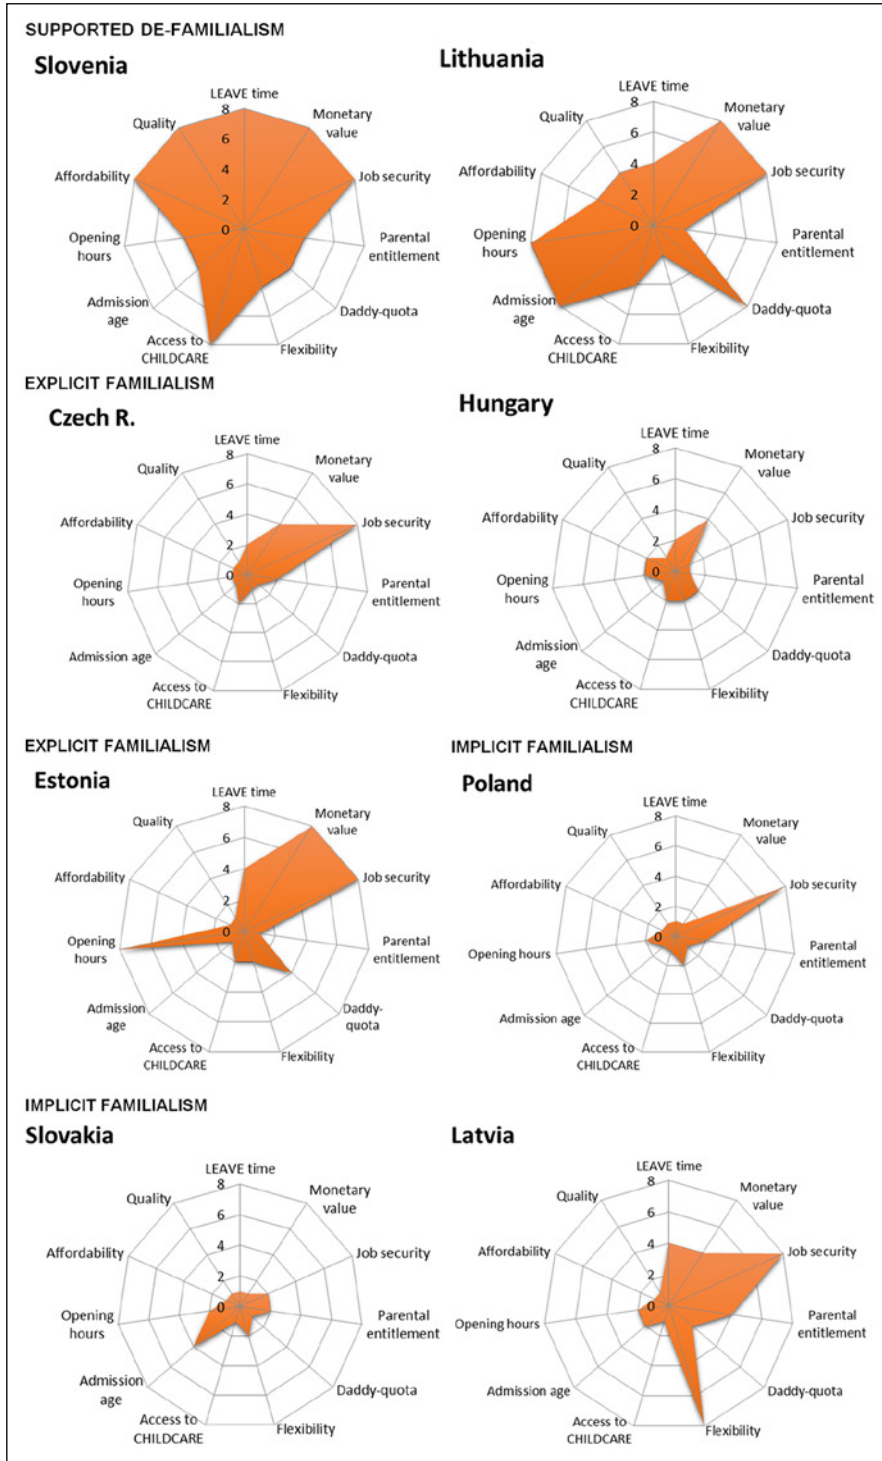 SUPPORTED DE-FAMILIALISM
Slovenia
LEAVE time
Monetary
value
Job security
Parental
entitlement
Daddy-quota
Flexibility
Access to
CHILDCARE
Admission
age
Opening
hours
Affordability
Quality
8
6
4
2
0
Lithuania
LEAVE time
Monetary
value
Job security
Parental
entitlement
Daddy-quota
Flexibility
Access to
CHILDCARE
Admission
age
Opening
hours
Affordability
Quality
8
6
4
2
0
EXPLICIT FAMILIALISM
Czech R.
LEAVE time
Monetary
value
Job security
Parental
entitlement
Daddy-quota
Flexibility
Access to
CHILDCARE
Admission age
Opening
hours
Affordability
Quality
8
6
4
2
0
Hungary
LEAVE time
Monetary
value
Job security
Parental
entitlement
Daddy-quota
Flexibility
Access to
CHILDCARE
Admission
age
Opening
hours
Affordability
Quality
8
6
4
2
0
EXPLICIT FAMILIALISM
Estonia
LEAVE time
Monetary
value
Job security
Parental
entitlement
Daddy-
quota
Flexibility
Access to
CHILDCARE
Admission
age
Opening
hours
Affordability
Quality
8
6
4
2
0
IMPLICIT FAMILIALISM
Poland
LEAVE time
Monetary
value
Job security
Parental
entitlement
Daddy-quota
Flexibility
Access to
CHILDCARE
Admission age
Opening hours
Affordability
Quality
8
6
4
2
0
IMPLICIT FAMILIALISM
Slovakia
LEAVE time
Monetary
value
Job security
Parental
entitlement
Daddy-quota
Flexibility
Access to
CHILDCARE
Admission
age
Opening
hours
Affordability
Quality
8
6
4
2
0
Latvia
LEAVE time
Monetary
value
Job security
Parental
entitlement
Daddy-quota
Flexibility
Access to
CHILDCARE
Admission age
Opening hours
Affordability
Quality
8
6
4
2
0